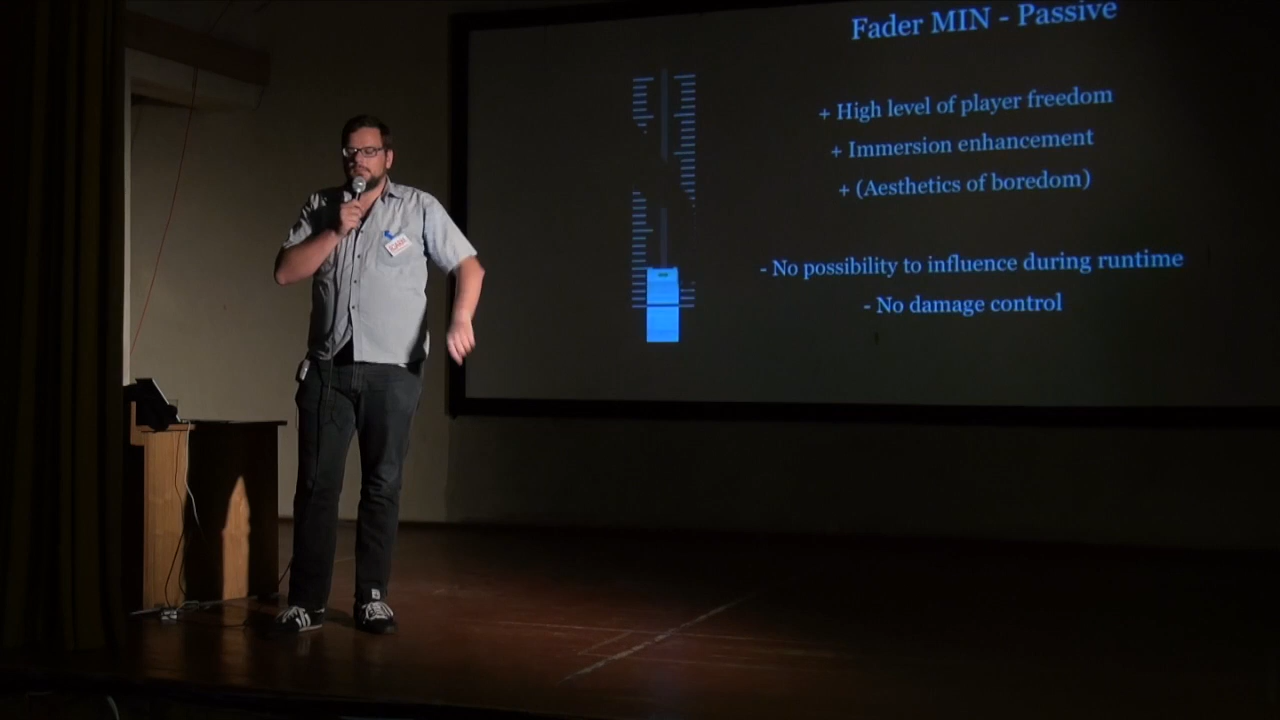 Fader MIN - Passive
+ High level of player freedom
+ Immersion enhancement
+ (Aesthetics of boredom)
- No possibility to influence during runtime
- No damage control